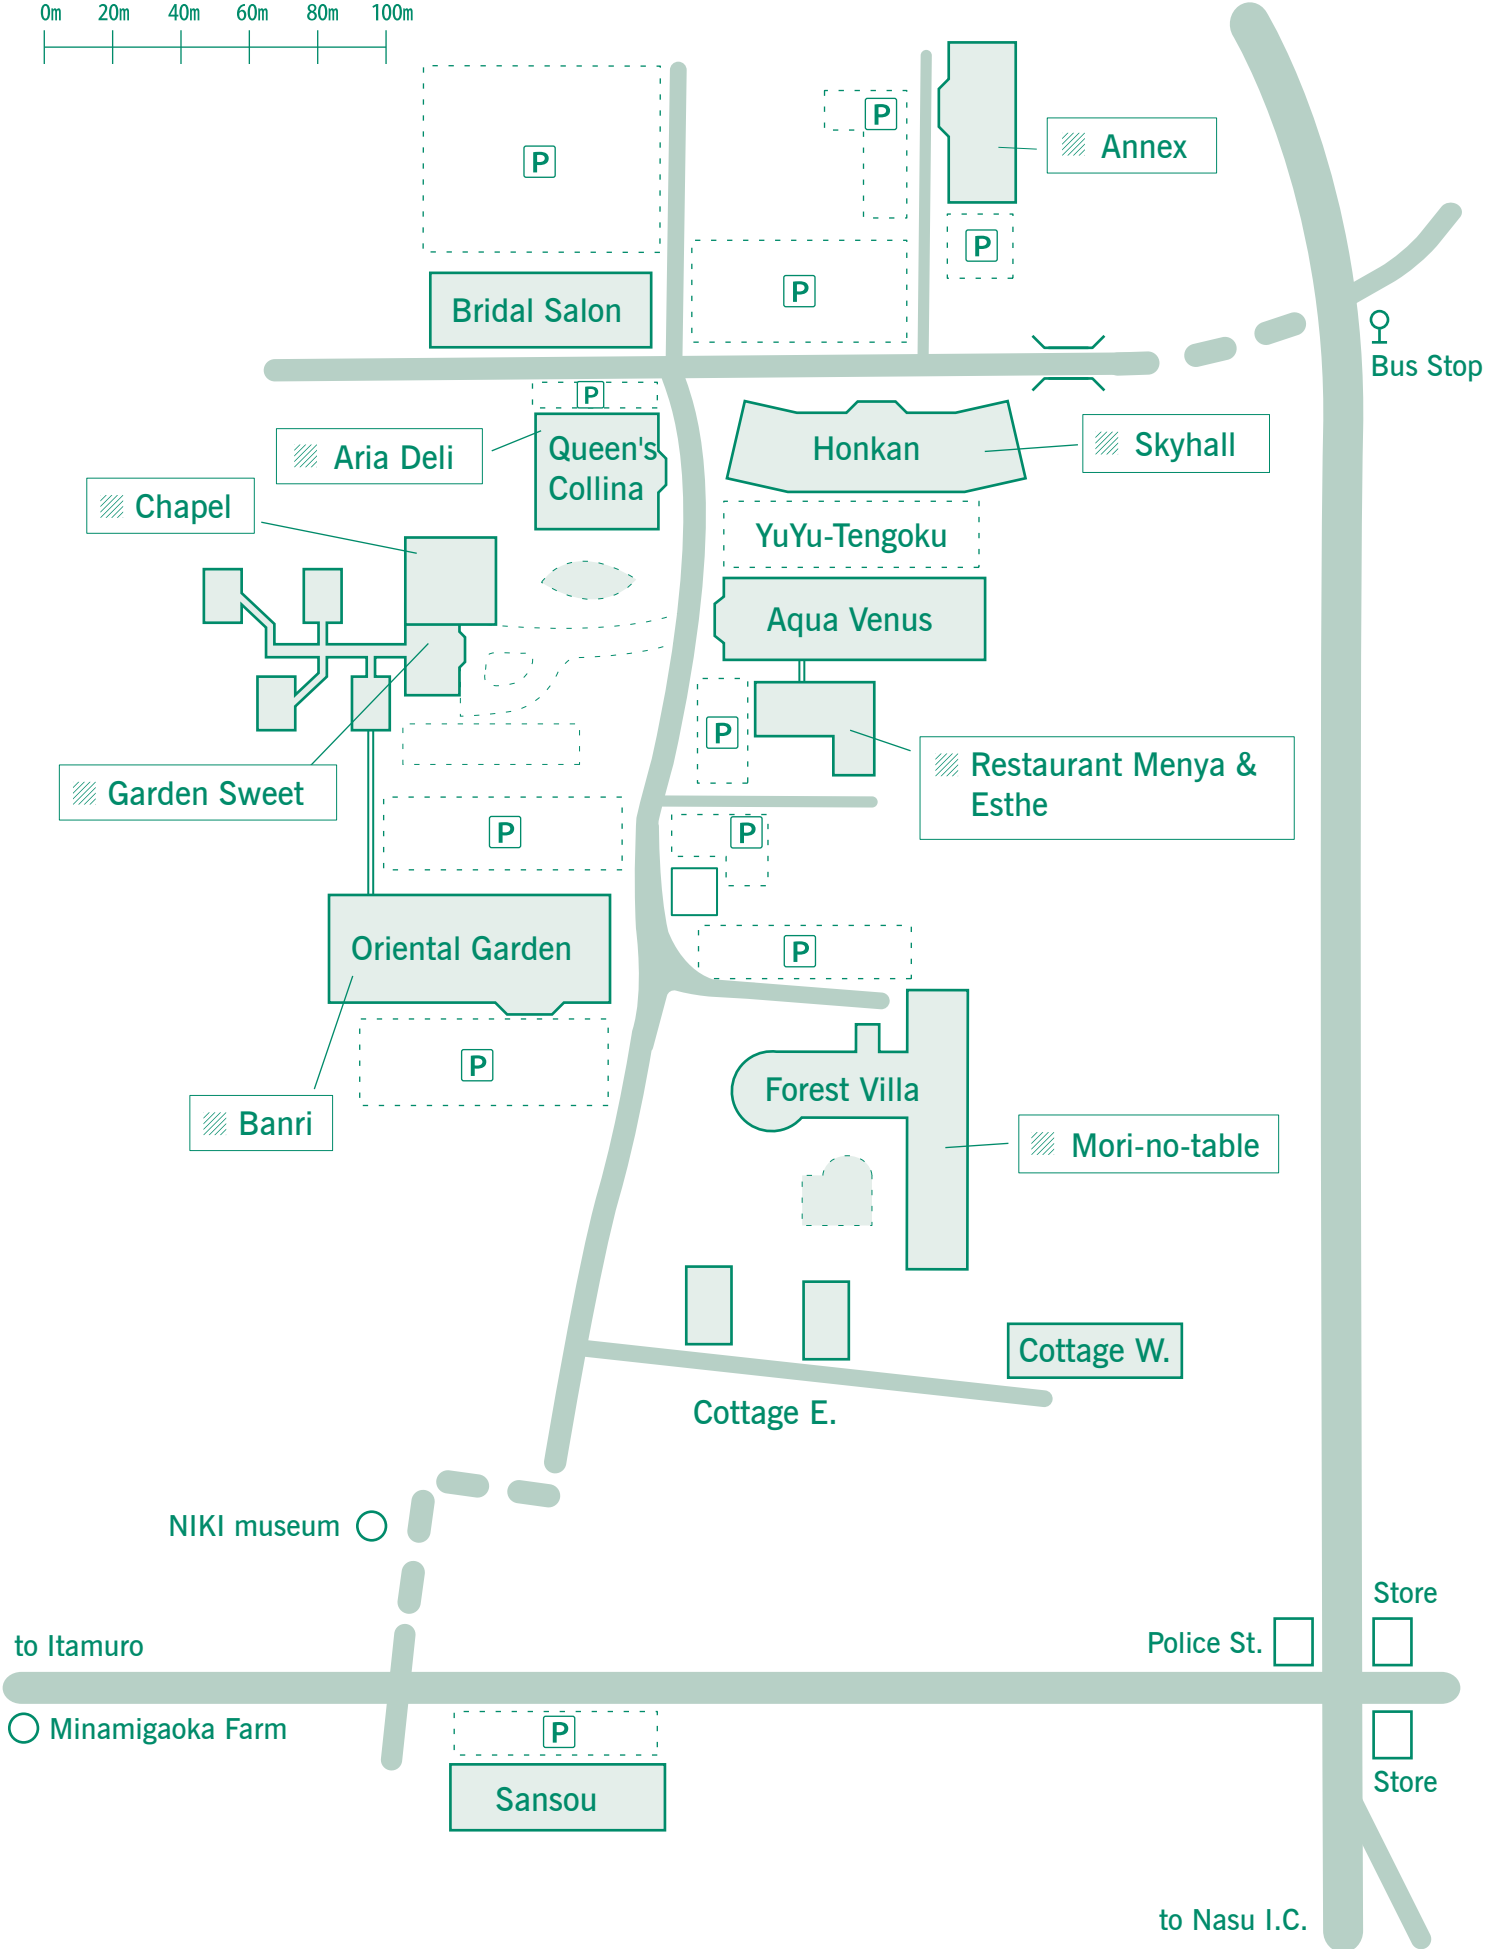 0m 20m 40m 60m 80m 100m
P
P
Annex
P
P
Bridal Salon
Bus Stop
P
Aria Deli
Queen's
Collina
Honkan
Skyhall
Chapel
YuYu-Tengoku
Aqua Venus
P
Restaurant Menya &
Esthe
Garden Sweet
P
P
Oriental Garden
P
P
Forest Villa
Banri
Mori-no-table
Cottage W.
Cottage E.
NIKI museum
Store
Police St.
to Itamuro
Minamigaoka Farm
P
Store
Sansou
to Nasu I.C.